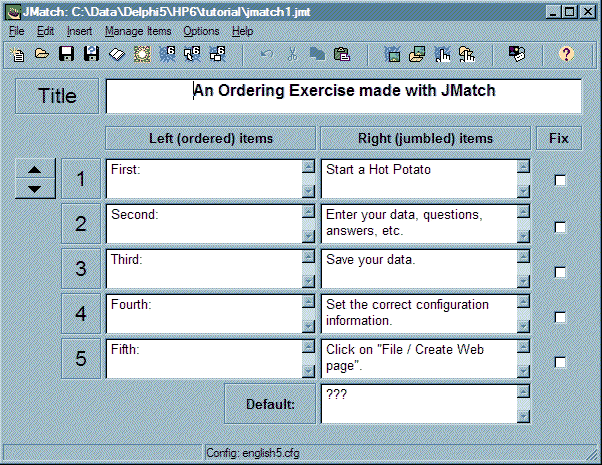 JMatch: C:\Data\Delphi5\HP6\tutorial\jmatch1.jmt
File Edit Insert Manage Items Options Help
6 6 6 ?
Title An Ordering Exercise made with JMatch
Left (ordered) items Right (jumbled) items Fix
1 First: Start a Hot Potato
2 Second: Enter your data, questions,
answers, etc.
3 Third: Save your data.
4 Fourth: Set the correct configuration
information.
5 Fifth: Click on "File / Create Web
page".
Default: ???
Config: english5.cfg